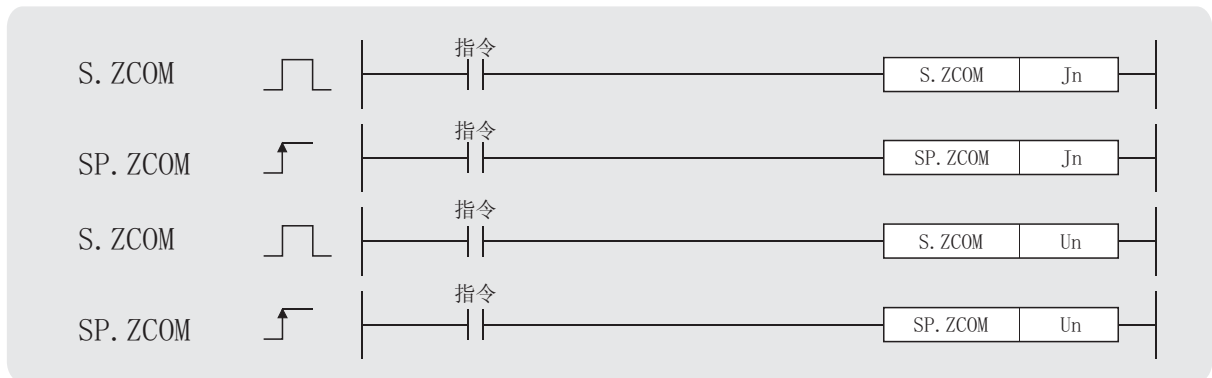 指令
S. ZCOM S. ZCOM Jn
指令
SP. ZCOM SP. ZCOM Jn
指令
S. ZCOM S. ZCOM Un
指令
SP. ZCOM SP. ZCOM Un